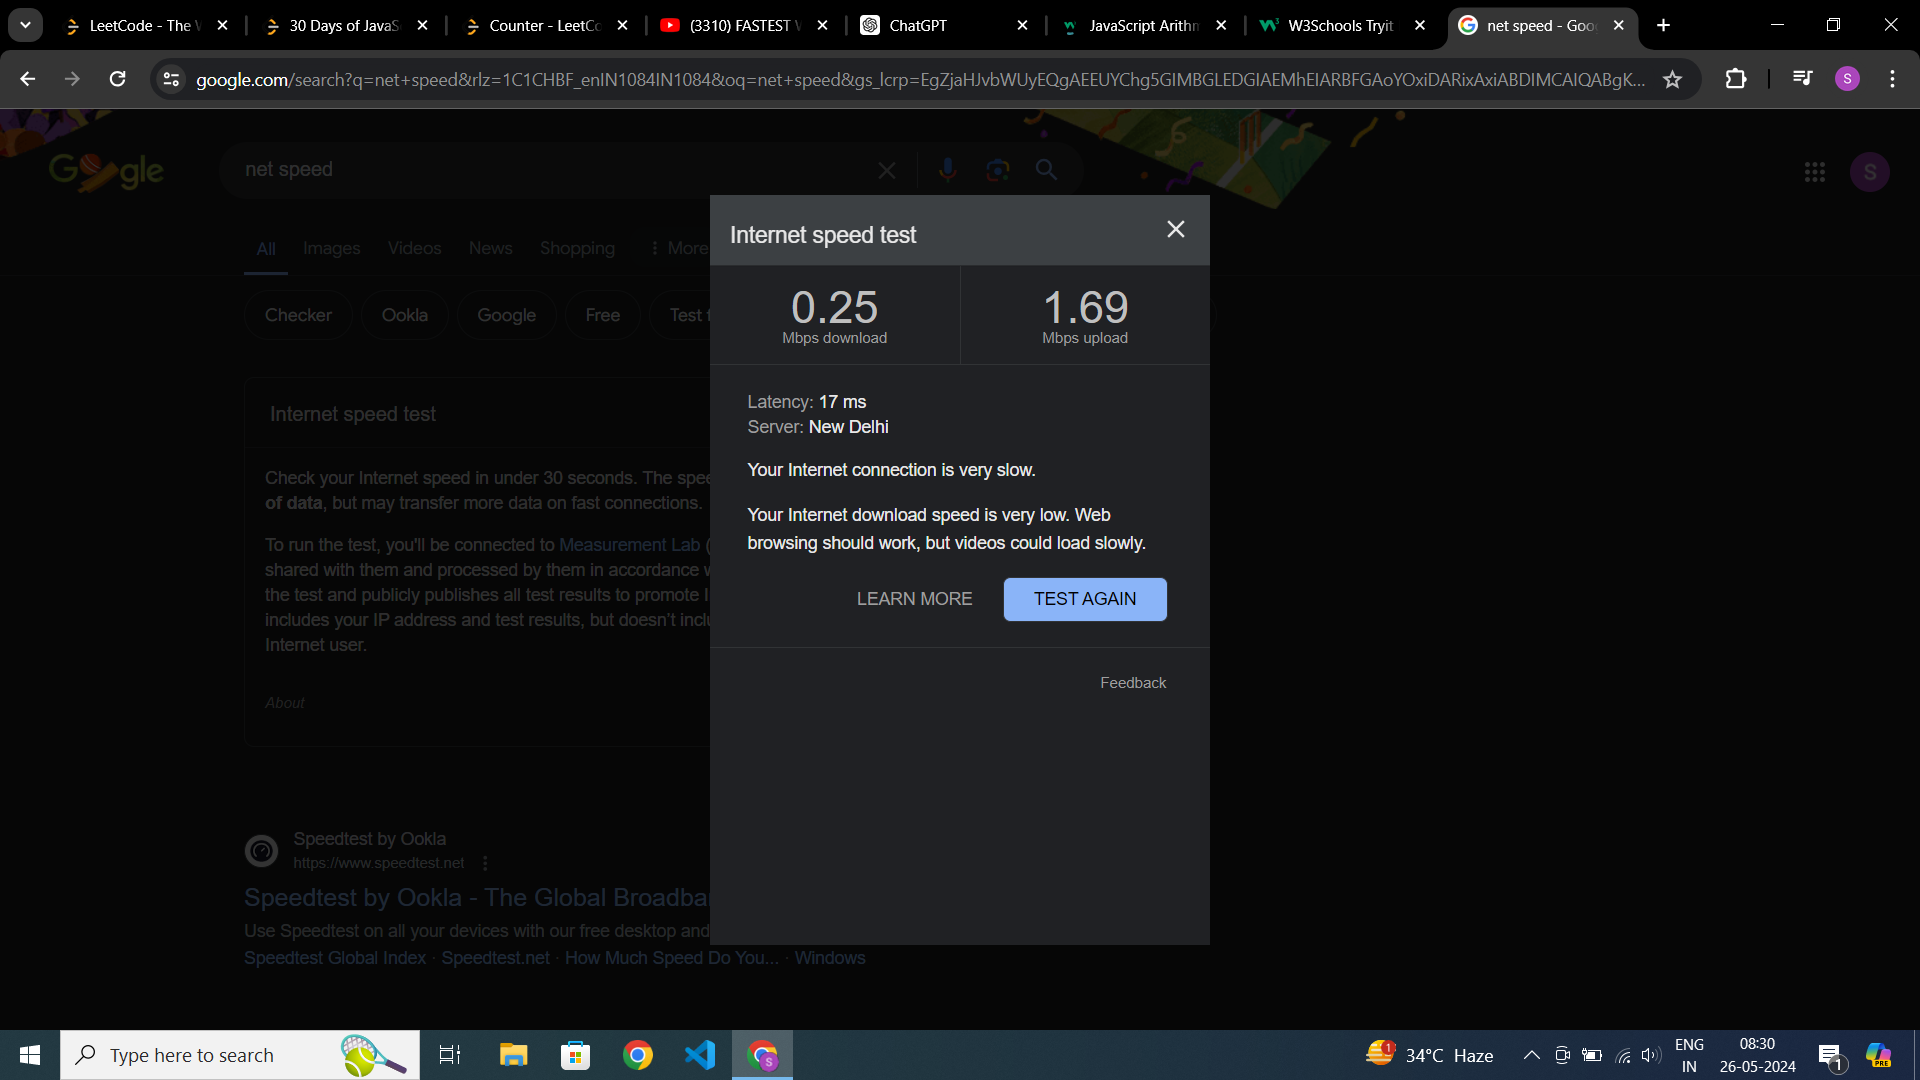 LeetCode - The
30 Days of JavaS
Counter - LeetCo
(3310) FASTEST
ChatGPT
JavaScript Arithm
W3Schools Tryit
net speed - Goo
google.com/search?q=net+speed&rlz=1C1CHBF_enIN1084IN1084&oq=net+speed&gs_lcrp=EgZjaHJvbWUyEQgAEEUYChg5GIMBGLEDGIAEMhEIARBFGAoYOxiDARixAxiABDIMCAIQABgK...
S
Google
net speed
S
All
Images
Videos
News
Shopping
More
Checker
Ookla
Google
Free
Test
Internet speed test
Check your Internet speed in under 30 seconds. The spee
of data, but may transfer more data on fast connections.
To run the test, you'll be connected to Measurement Lab (
shared with them and processed by them in accordance w
the test and publicly publishes all test results to promote I
includes your IP address and test results, but doesn't inclu
Internet user.
About
Speedtest by Ookla
https://www.speedtest.net
Speedtest by Ookla - The Global Broadba
Use Speedtest on all your devices with our free desktop and
Speedtest Global Index · Speedtest.net · How Much Speed Do You... · Windows
Internet speed test
0.25
Mbps download
1.69
Mbps upload
Latency: 17 ms
Server: New Delhi
Your Internet connection is very slow.
Your Internet download speed is very low. Web
browsing should work, but videos could load slowly.
LEARN MORE
TEST AGAIN
Feedback
Type here to search
S
1
34°C Haze
ENG
IN
08:30
26-05-2024
1
PRE